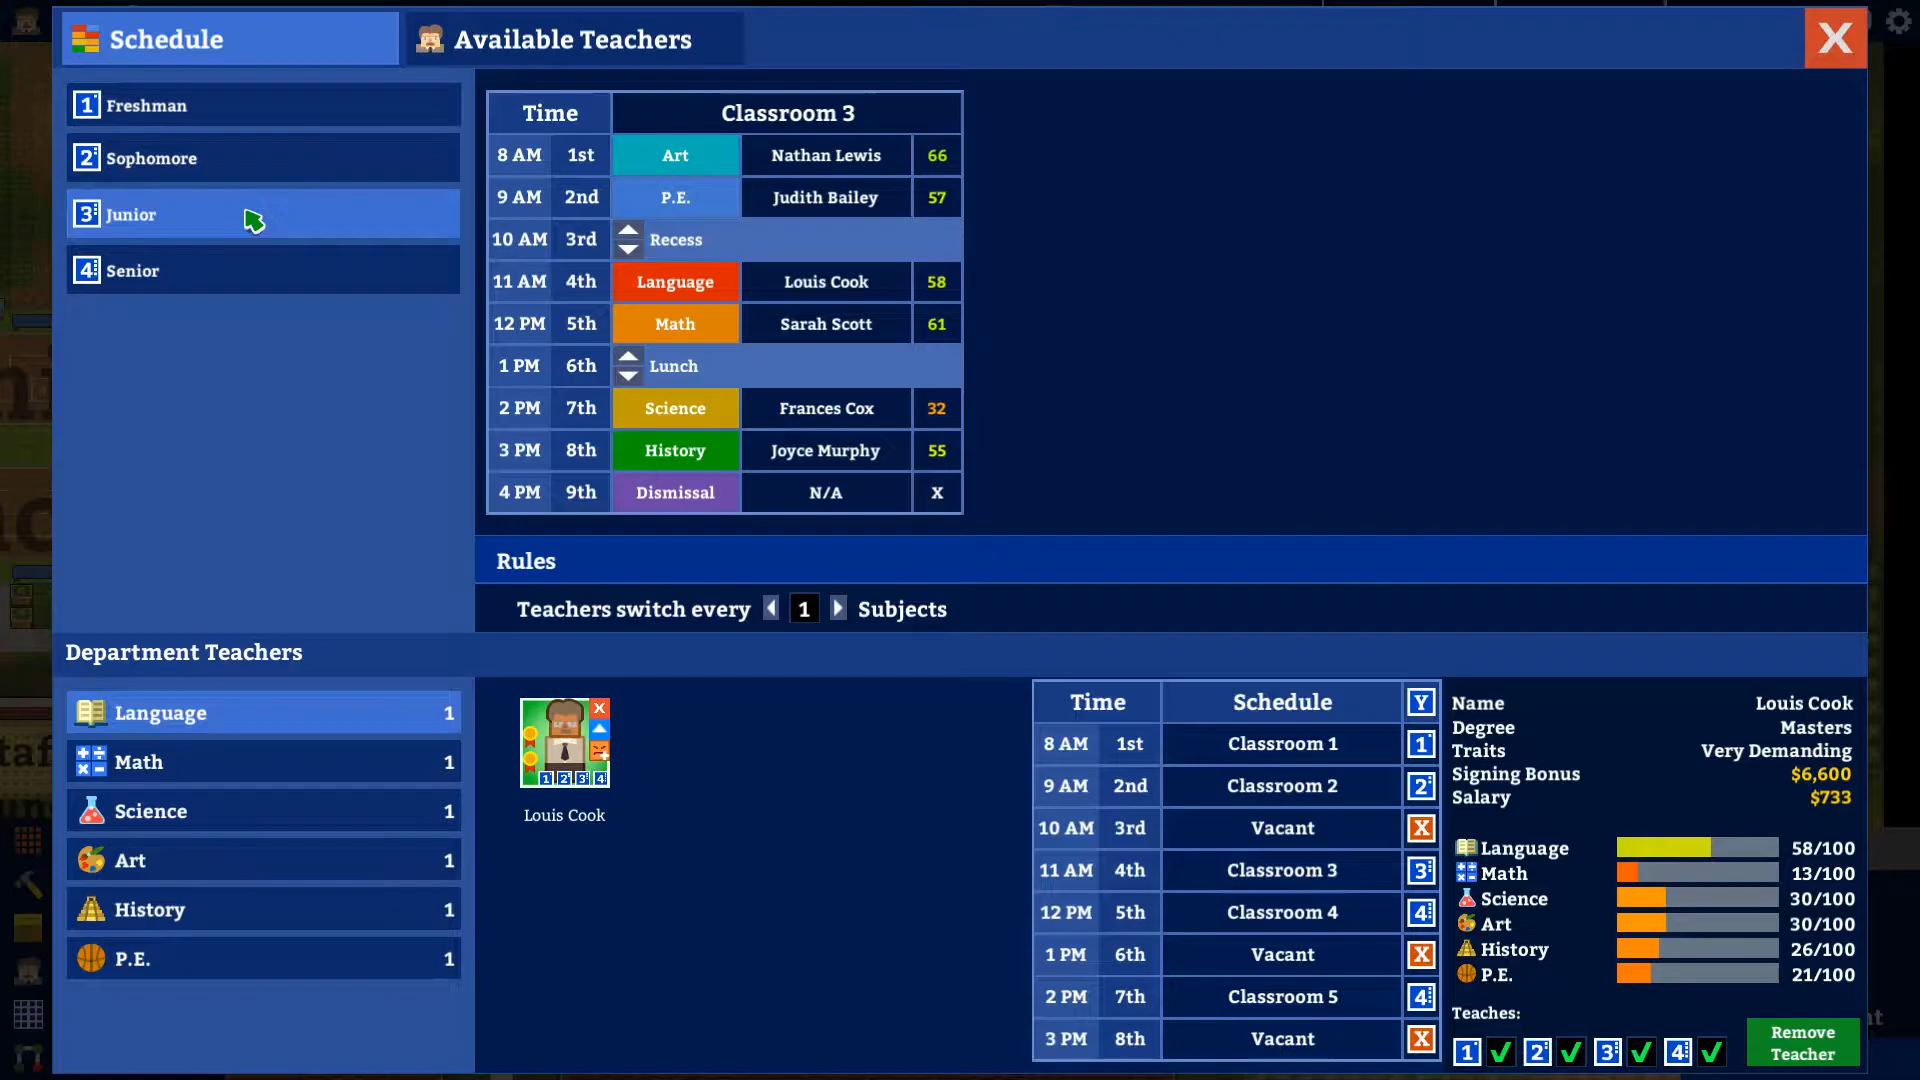 Schedule
Available Teachers
X
1 Freshman
2 Sophomore
3 Junior
4 Senior
Time Classroom 3
8 AM 1st Art Nathan Lewis 66
9 AM 2nd P.E. Judith Bailey 57
10 AM 3rd Recess
11 AM 4th Language Louis Cook 58
12 PM 5th Math Sarah Scott 61
1 PM 6th Lunch
2 PM 7th Science Frances Cox 32
3 PM 8th History Joyce Murphy 55
4 PM 9th Dismissal N/A X
Rules
Teachers switch every 1 Subjects
Department Teachers
Language 1
Math 1
Science 1
Art 1
History 1
P.E. 1
X
1 2 3 4
Louis Cook
Time Schedule Y
8 AM 1st Classroom 1 1
9 AM 2nd Classroom 2 2
10 AM 3rd Vacant X
11 AM 4th Classroom 3 3
12 PM 5th Classroom 4 4
1 PM 6th Vacant X
2 PM 7th Classroom 5 4
3 PM 8th Vacant X
Name Louis Cook
Degree Masters
Traits Very Demanding
Signing Bonus $6,600
Salary $733
Language 58/100
Math 13/100
Science 30/100
Art 30/100
History 26/100
P.E. 21/100
Teaches:
1 2 3 4
Remove
Teacher